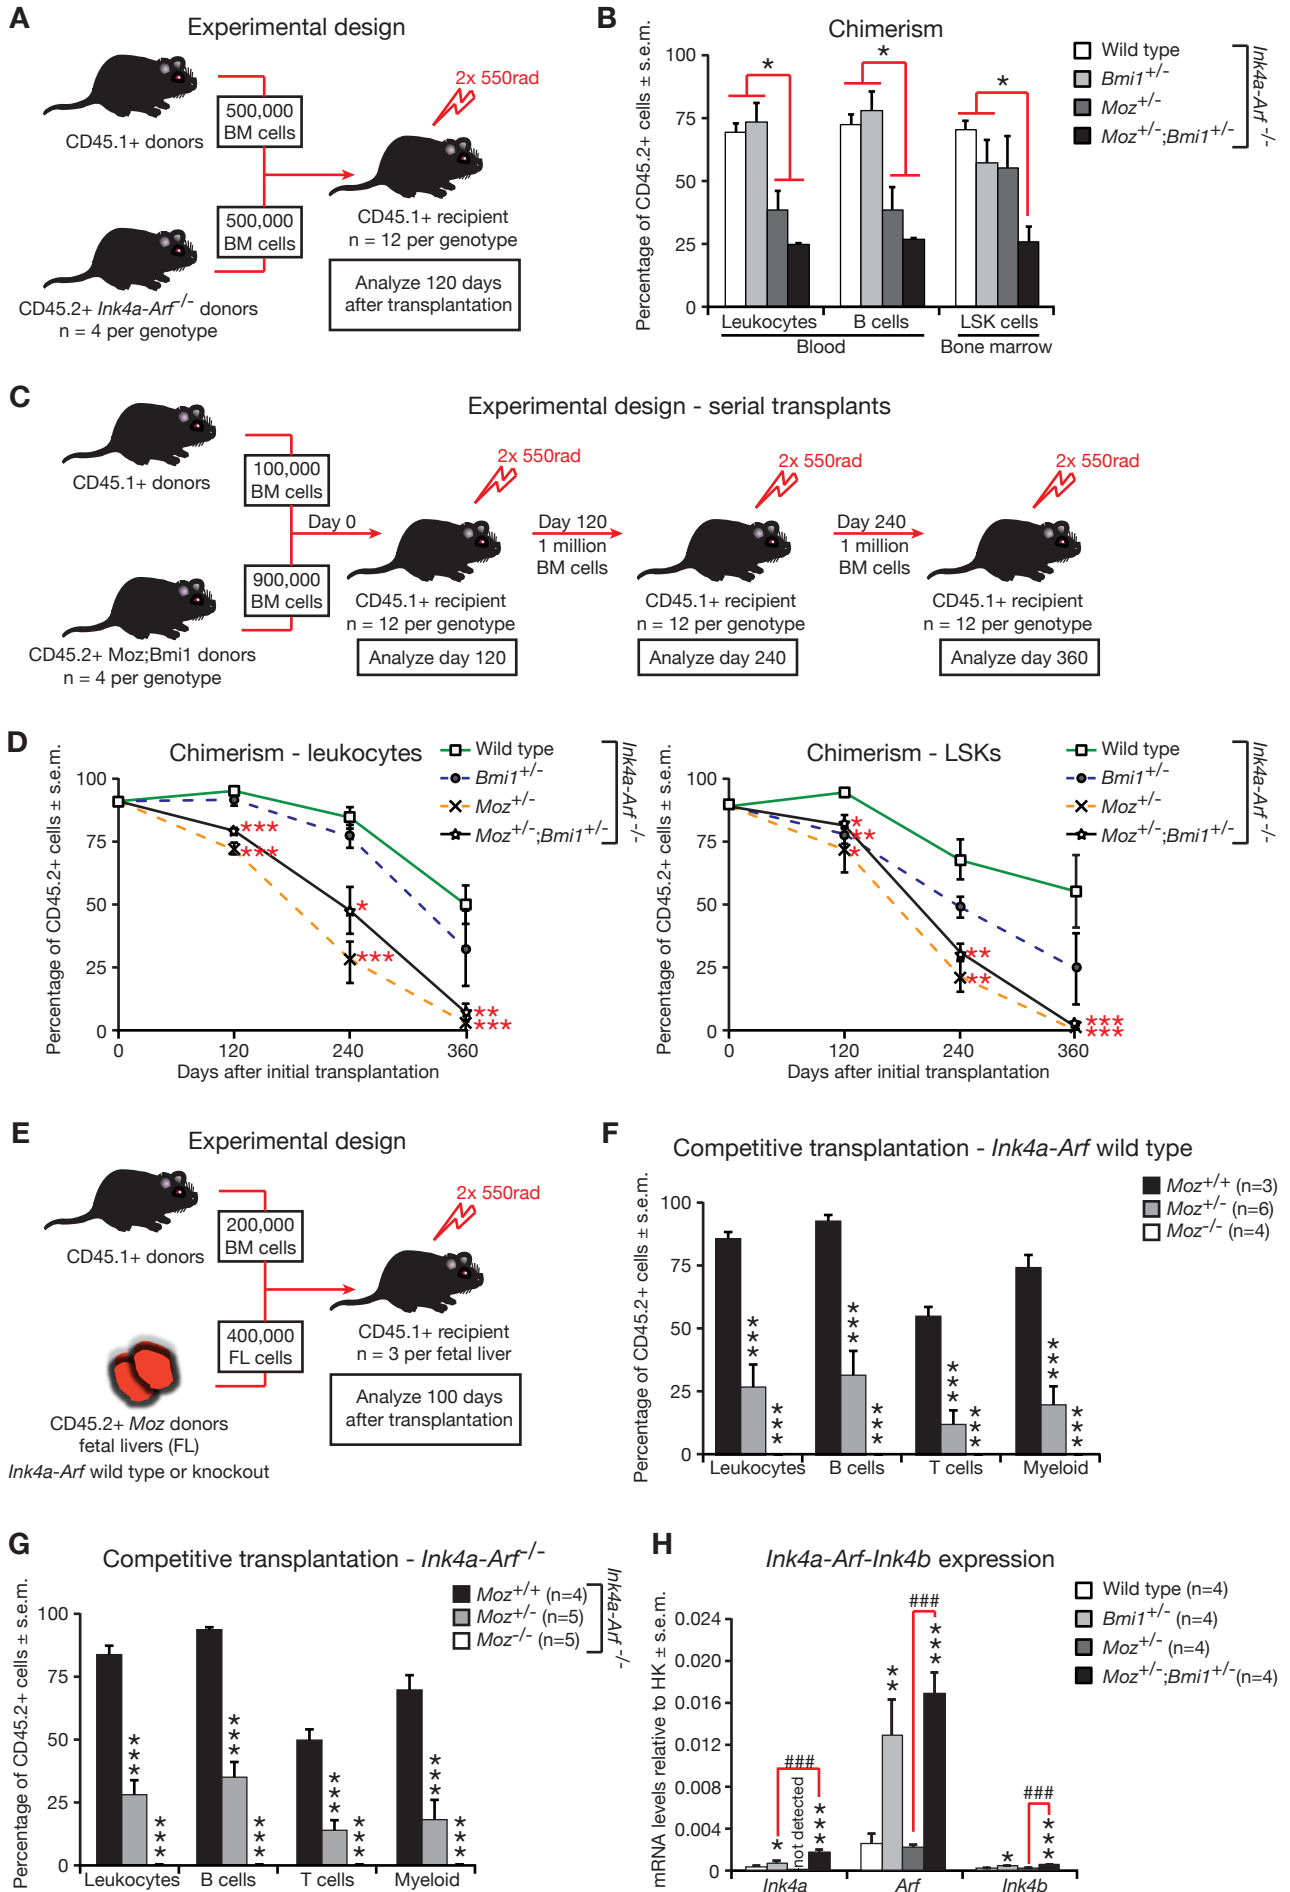 A
Experimental design
2x 550rad
500,000
BM cells
CD45.1+ donors
500,000
BM cells
CD45.1+ recipient
n = 12 per genotype
Analyze 120 days
after transplantation
CD45.2+ Ink4a-Arf-/- donors
n = 4 per genotype
B
Chimerism
Percentage of CD45.2+ cells ± s.e.m.
100
75
50
25
0
*
*
*
Leukocytes
B cells
LSK cells
Blood
Bone marrow
Wild type
Bmi1+/-
Moz+/-
Moz+/-;Bmi1+/-
Ink4a-Arf -/-
C
Experimental design - serial transplants
2x 550rad
2x 550rad
2x 550rad
CD45.1+ donors
100,000
BM cells
Day 0
Day 120
1 million
BM cells
Day 240
1 million
BM cells
900,000
BM cells
CD45.1+ recipient
n = 12 per genotype
CD45.1+ recipient
n = 12 per genotype
CD45.1+ recipient
n = 12 per genotype
CD45.2+ Moz;Bmi1 donors
n = 4 per genotype
Analyze day 120
Analyze day 240
Analyze day 360
D
Chimerism - leukocytes
Percentage of CD45.2+ cells ± s.e.m.
100
75
50
25
0
***
***
*
***
**
***
0
120
240
360
Days after initial transplantation
Wild type
Bmi1+/-
Moz+/-
Moz+/-;Bmi1+/-
Ink4a-Arf -/-
Chimerism - LSKs
Percentage of CD45.2+ cells ± s.e.m.
100
75
50
25
0
*
**
*
**
**
***
***
0
120
240
360
Days after initial transplantation
Wild type
Bmi1+/-
Moz+/-
Moz+/-;Bmi1+/-
Ink4a-Arf -/-
E
Experimental design
2x 550rad
CD45.1+ donors
200,000
BM cells
400,000
FL cells
CD45.1+ recipient
n = 3 per fetal liver
Analyze 100 days
after transplantation
CD45.2+ Moz donors
fetal livers (FL)
Ink4a-Arf wild type or knockout
F
Competitive transplantation - Ink4a-Arf wild type
Percentage of CD45.2+ cells ± s.e.m.
100
75
50
25
0
***
***
***
***
***
***
***
***
Leukocytes
B cells
T cells
Myeloid
Moz+/+ (n=3)
Moz+/- (n=6)
Moz-/- (n=4)
G
Competitive transplantation - Ink4a-Arf-/-
Percentage of CD45.2+ cells ± s.e.m.
100
75
50
25
0
***
***
***
***
***
***
***
***
Leukocytes
B cells
T cells
Myeloid
Moz+/+ (n=4)
Moz+/- (n=5)
Moz-/- (n=5)
Ink4a-Arf -/-
H
Ink4a-Arf-Ink4b expression
mRNA levels relative to HK ± s.e.m.
0.024
0.020
0.016
0.012
0.008
0.004
0
###
*
not detected
***
**
###
***
*
###
***
Ink4a
Arf
Ink4b
Wild type (n=4)
Bmi1+/- (n=4)
Moz+/- (n=4)
Moz+/-;Bmi1+/-(n=4)